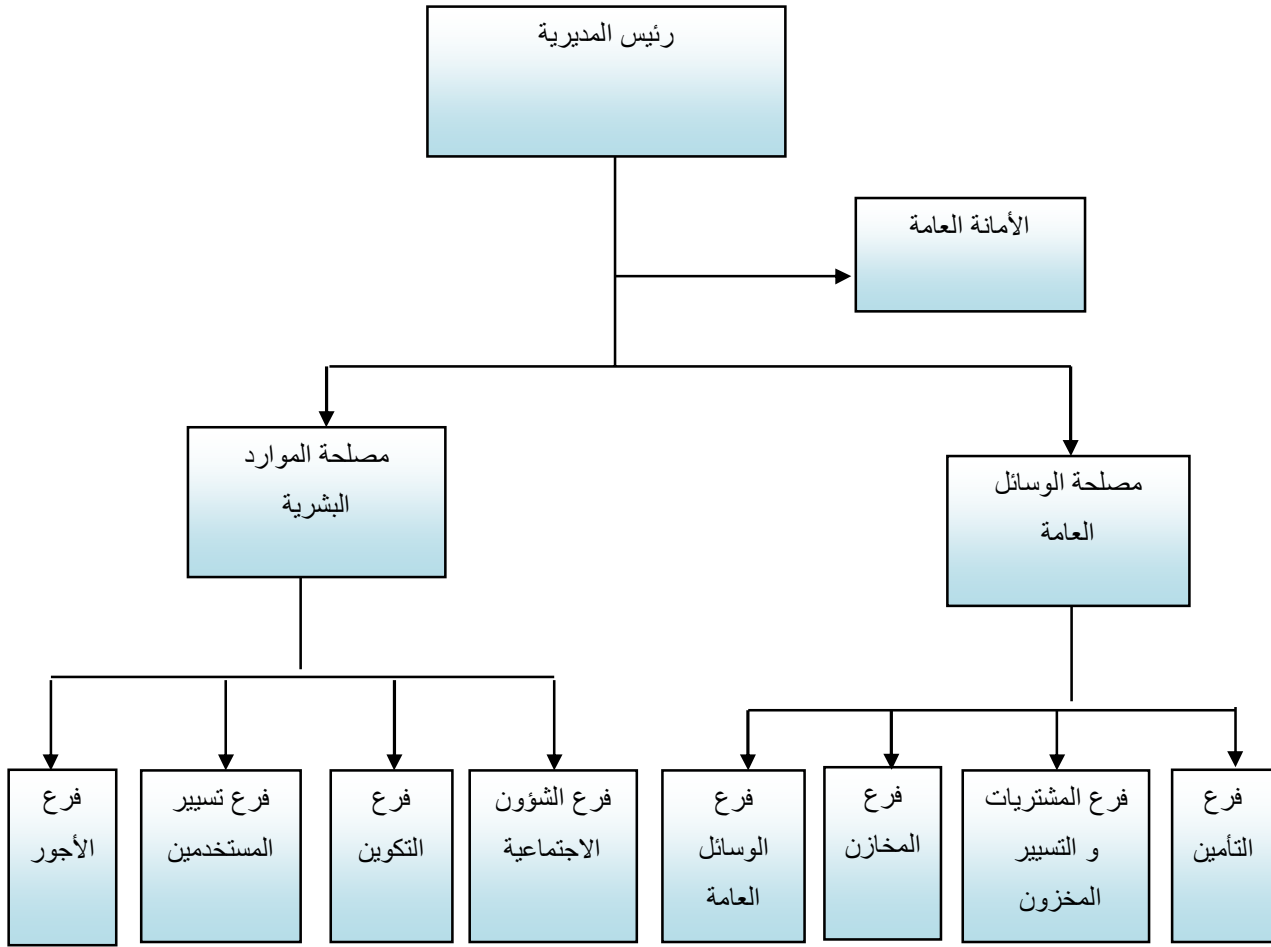 رئيس المديرية
الأمانة العامة
مصلحة الوسائل
العامة
مصلحة الموارد
البشرية
فرع
التأمين
فرع المشتريات
و التسيير
المخزون
فرع
المخازن
فرع
الوسائل
العامة
فرع الشؤون
الاجتماعية
فرع
التكوين
فرع تسيير
المستخدمين
فرع
الأجور